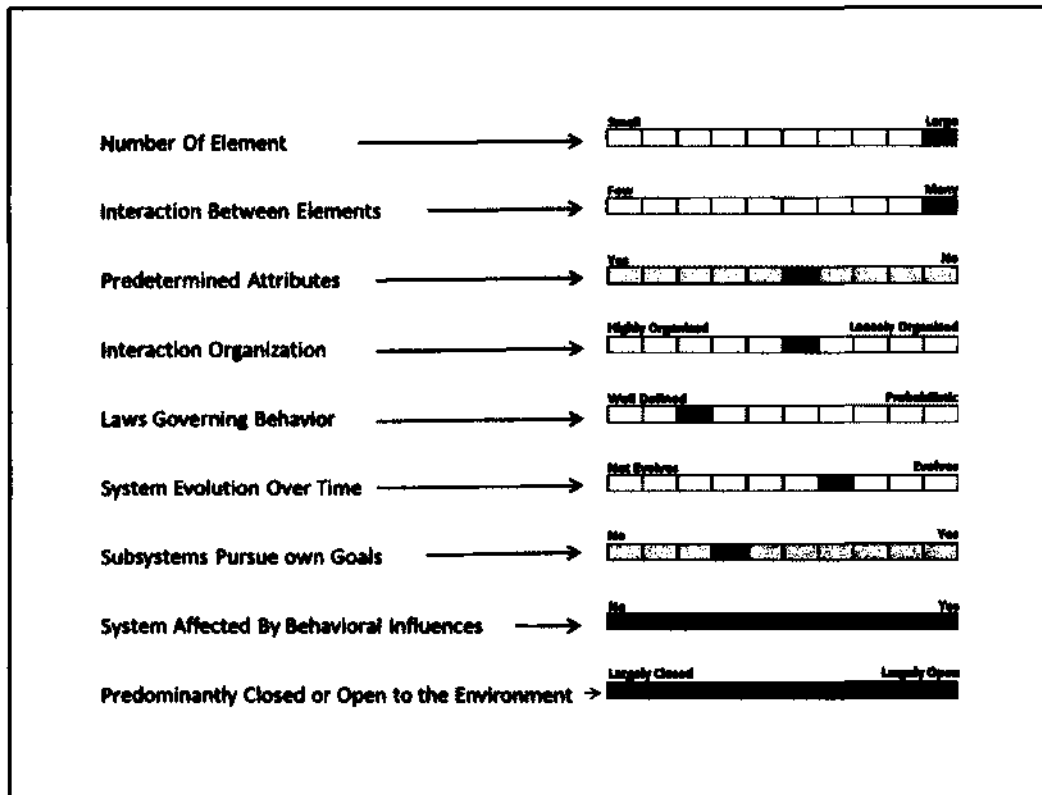 Small Large
Number Of Element
Few Many
Interaction Between Elements
Yes No
Predetermined Attributes
Highly Organized Loosely Organized
Interaction Organization
Well Defined Probabilistic
Laws Governing Behavior
Not Evolves Evolves
System Evolution Over Time
No Yes
Subsystems Pursue own Goals
No Yes
System Affected By Behavioral Influences
Largely Closed Largely Open
Predominantly Closed or Open to the Environment